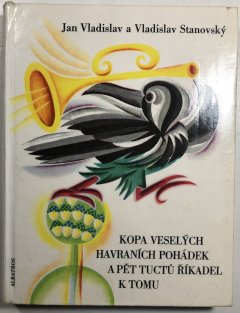 Jan Vladislav a Vladislav Stanovský
KOPA VESELÝCH
HAVRANÍCH POHÁDEK
A PĚT TUCTŮ ŘÍKADEL
K TOMU
ALBATROS